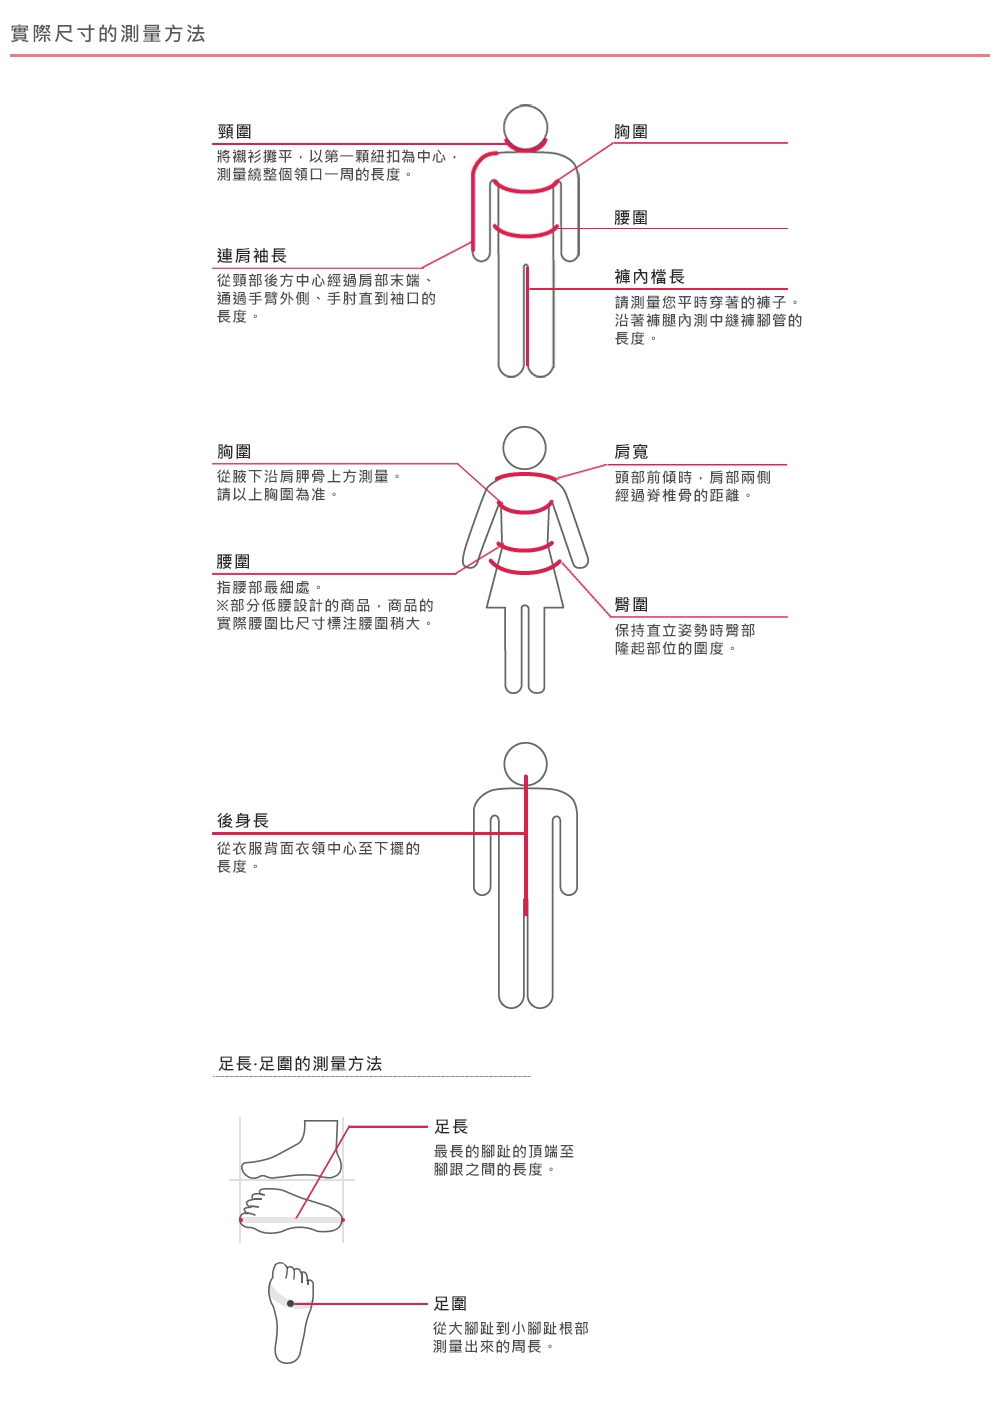 實際尺寸的測量方法
頸圍
將襯衫攤平，以第一顆紐扣為中心，
測量繞整個領口一周的長度。
胸圍
腰圍
連肩袖長
從頸部後方中心經過肩部末端、
通過手臂外側、手肘直到袖口的
長度。
褲內檔長
請測量您平時穿著的褲子。
沿著褲腿內測中縫褲腳管的
長度。
胸圍
從腋下沿肩胛骨上方測量。
請以上胸圍為准。
肩寬
頭部前傾時，肩部兩側
經過脊椎骨的距離。
腰圍
指腰部最細處。
※部分低腰設計的商品，商品的
實際腰圍比尺寸標注腰圍稍大。
臀圍
保持直立姿勢時臀部
隆起部位的圍度。
後身長
從衣服背面衣領中心至下擺的
長度。
足長·足圍的測量方法
足長
最長的腳趾的頂端至
腳跟之間的長度。
足圍
從大腳趾到小腳趾根部
測量出來的周長。